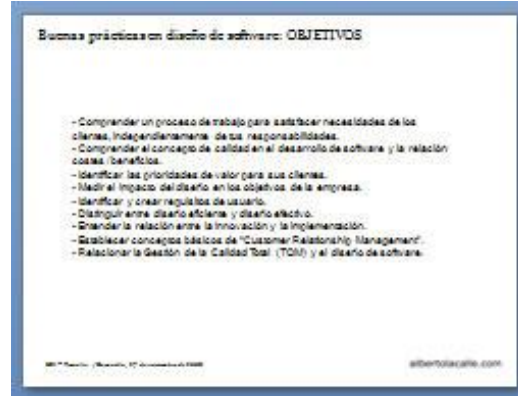 Buenas prácticas en diseño de software: OBJETIVOS
- Comprender un proceso de trabajo para satisfacer necesidades de los
clientes, independientemente de tus responsabilidades.
- Comprender el concepto de calidad en el desarrollo de software y la relación
costes / beneficios.
- Identificar las prioridades de valor para sus clientes.
- Medir el impacto del diseño en los objetivos de la empresa.
- Identificar y crear requisitos de usuario.
- Distinguir entre diseño eficiente y diseño efectivo.
- Entender la relación entre la innovación y la implementación.
- Establecer conceptos básicos de "Customer Relationship Management".
- Relacionar la Gestión de la Calidad Total (TQM) y el diseño de software.
albertolacalle.com